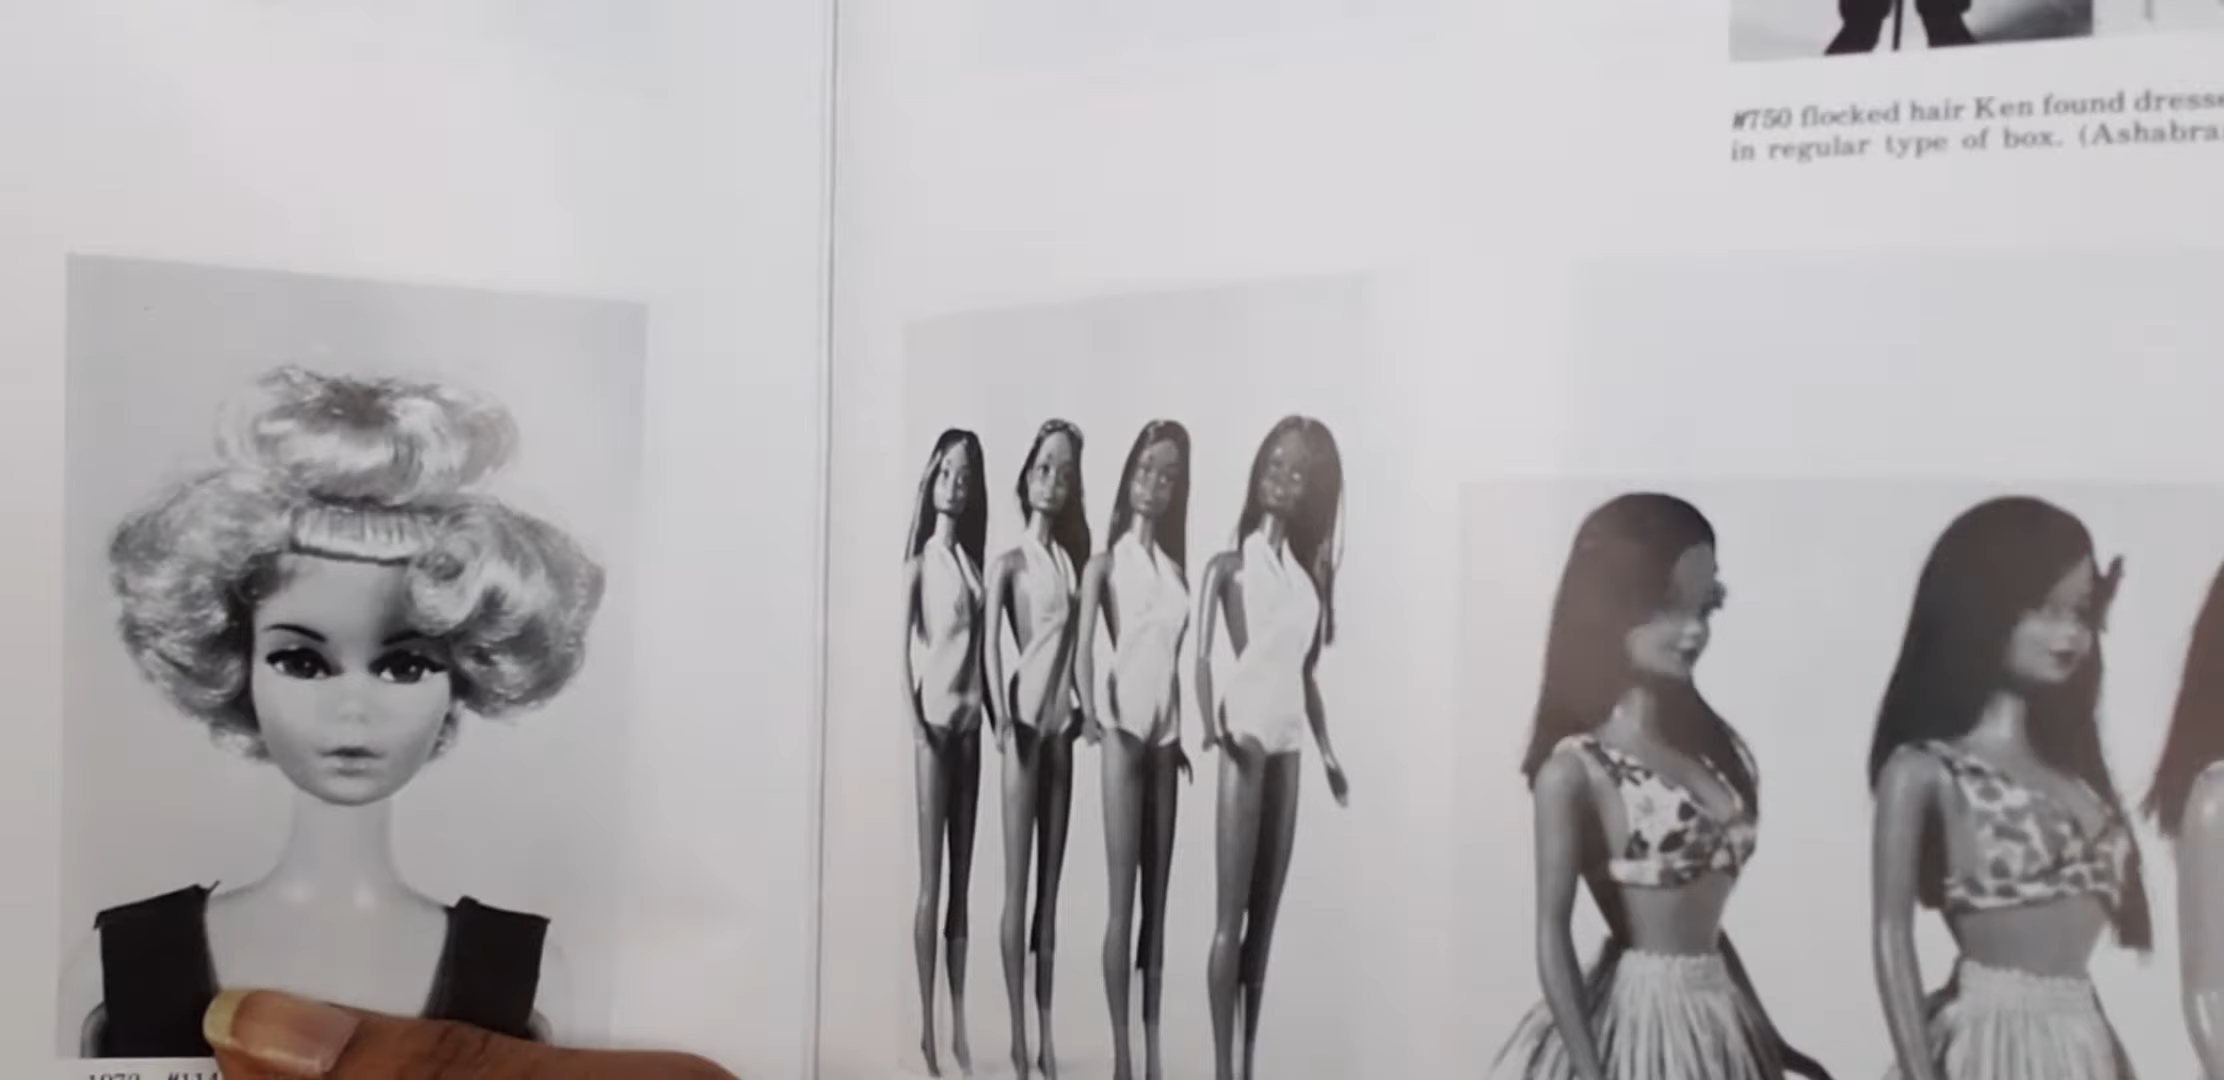 #750 flocked hair Ken found dresse
in regular type of box. (Ashabra